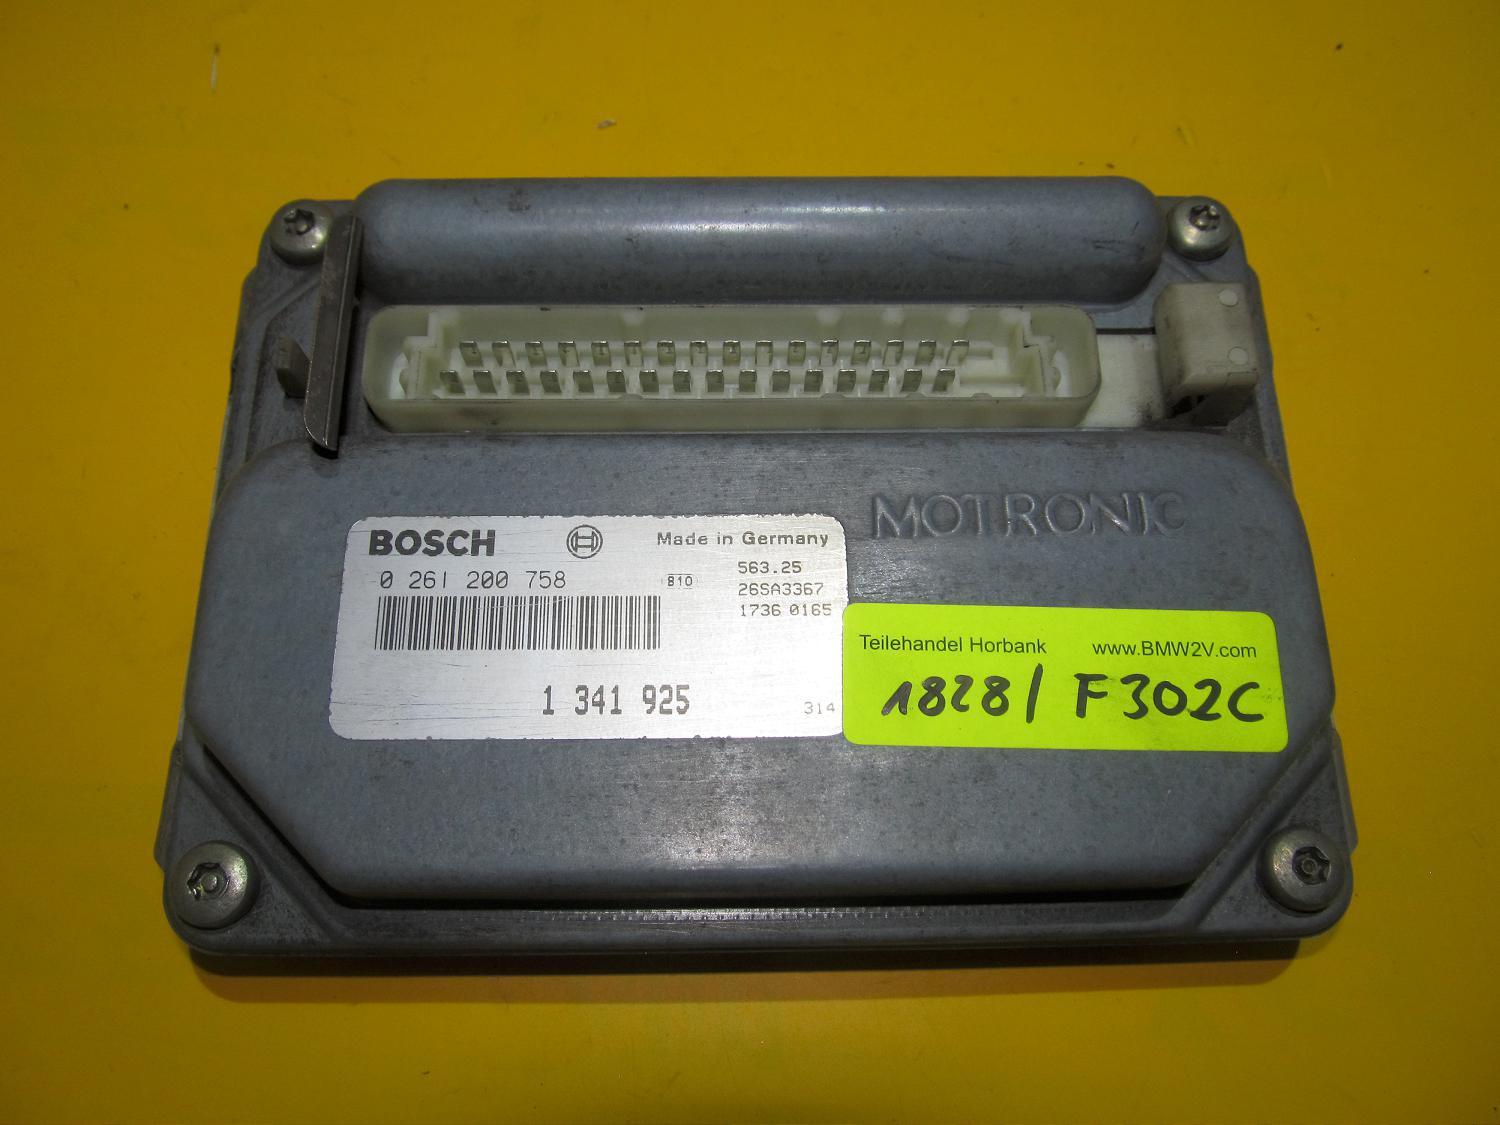 MOTRONIC
BOSCH
Made in Germany
0 261 200 758
B10
563.25
26SA3367
1736 0165
1 341 925
314
Teilehandel Horbank www.BMW2V.com
1828/ F302C